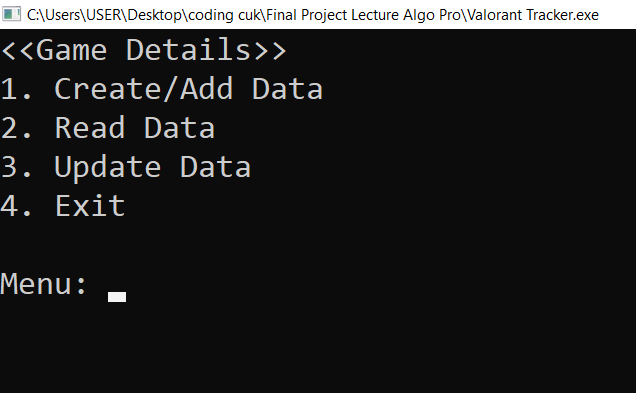 C:\Users\USER\Desktop\coding cuk\Final Project Lecture Algo Pro\Valorant Tracker.exe
<<Game Details>>
1. Create/Add Data
2. Read Data
3. Update Data
4. Exit
Menu: